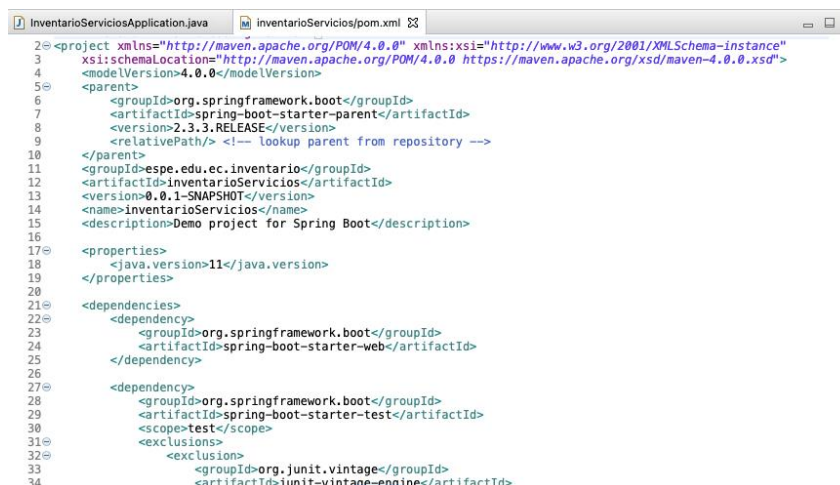 InventarioServiciosApplication.java inventarioServicios/pom.xml
2 <project xmlns="http://maven.apache.org/POM/4.0.0" xmlns:xsi="http://www.w3.org/2001/XMLSchema-instance"
3 xsi:schemaLocation="http://maven.apache.org/POM/4.0.0 https://maven.apache.org/xsd/maven-4.0.0.xsd">
4 <modelVersion>4.0.0</modelVersion>
5 <parent>
6 <groupId>org.springframework.boot</groupId>
7 <artifactId>spring-boot-starter-parent</artifactId>
8 <version>2.3.3.RELEASE</version>
9 <relativePath/> <!-- lookup parent from repository -->
10 </parent>
11 <groupId>espe.edu.ec.inventario</groupId>
12 <artifactId>inventarioServicios</artifactId>
13 <version>0.0.1-SNAPSHOT</version>
14 <name>inventarioServicios</name>
15 <description>Demo project for Spring Boot</description>
16
17 <properties>
18 <java.version>11</java.version>
19 </properties>
20
21 <dependencies>
22 <dependency>
23 <groupId>org.springframework.boot</groupId>
24 <artifactId>spring-boot-starter-web</artifactId>
25 </dependency>
26
27 <dependency>
28 <groupId>org.springframework.boot</groupId>
29 <artifactId>spring-boot-starter-test</artifactId>
30 <scope>test</scope>
31 <exclusions>
32 <exclusion>
33 <groupId>org.junit.vintage</groupId>
34 <artifactId>junit-vintage-engine</artifactId>